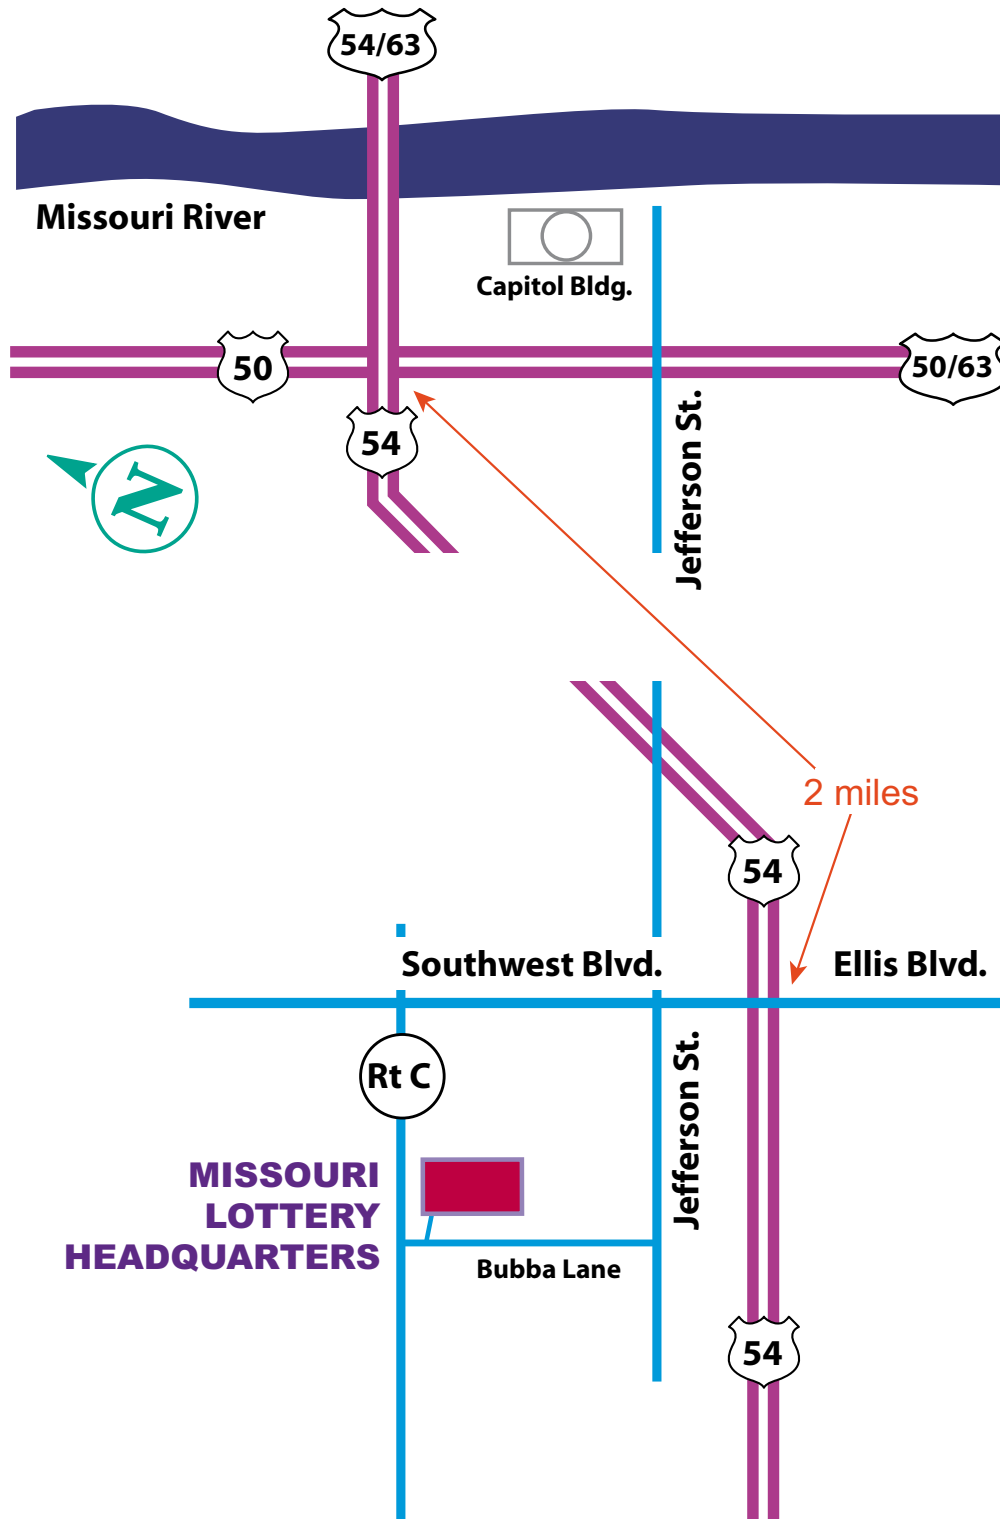 54/63
Missouri River
Capitol Bldg.
50
50/63
54
Jefferson St.
N
2 miles
54
Southwest Blvd.
Ellis Blvd.
Rt C
Jefferson St.
MISSOURI
LOTTERY
HEADQUARTERS
Bubba Lane
54